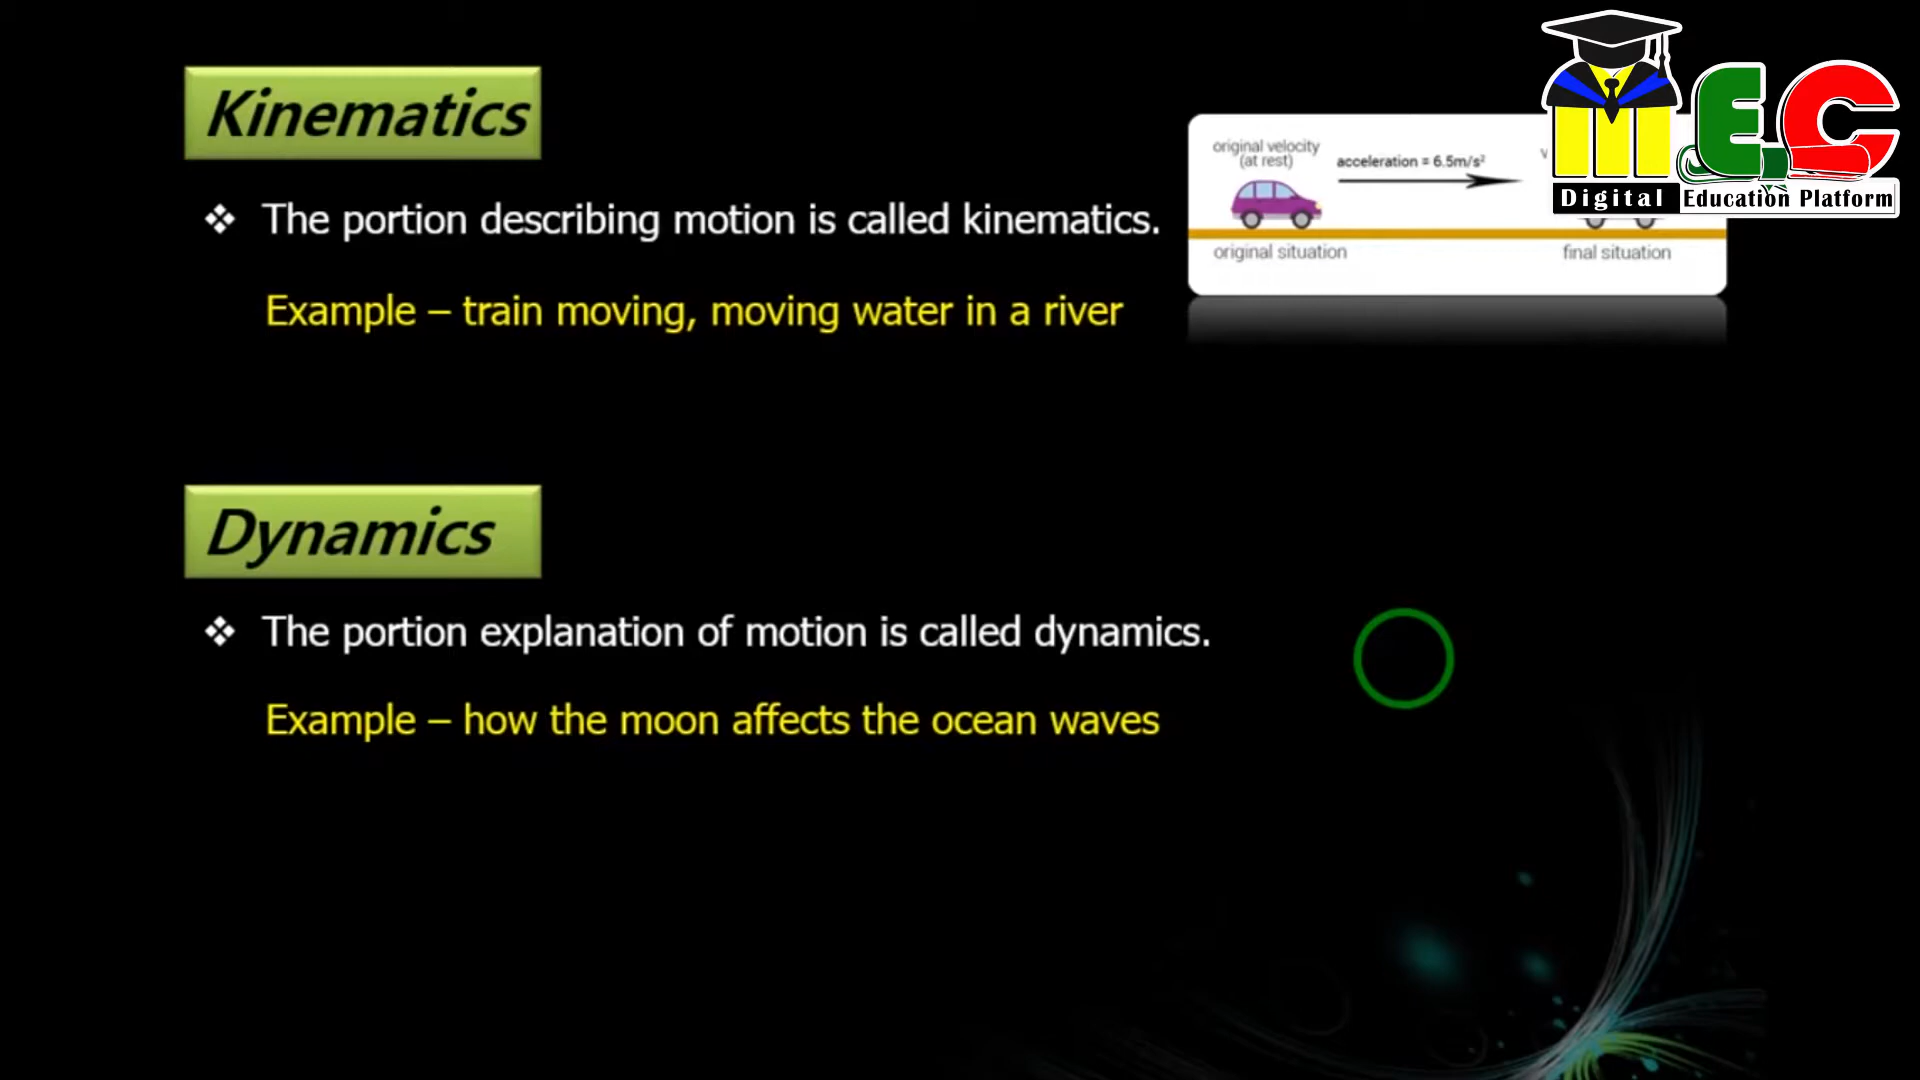 Kinematics
The portion describing motion is called kinematics.
Example – train moving, moving water in a river
original velocity
(at rest)
acceleration = 6.5m/s²
original situation
final situation
MEC
Digital Education Platform
Dynamics
The portion explanation of motion is called dynamics.
Example – how the moon affects the ocean waves